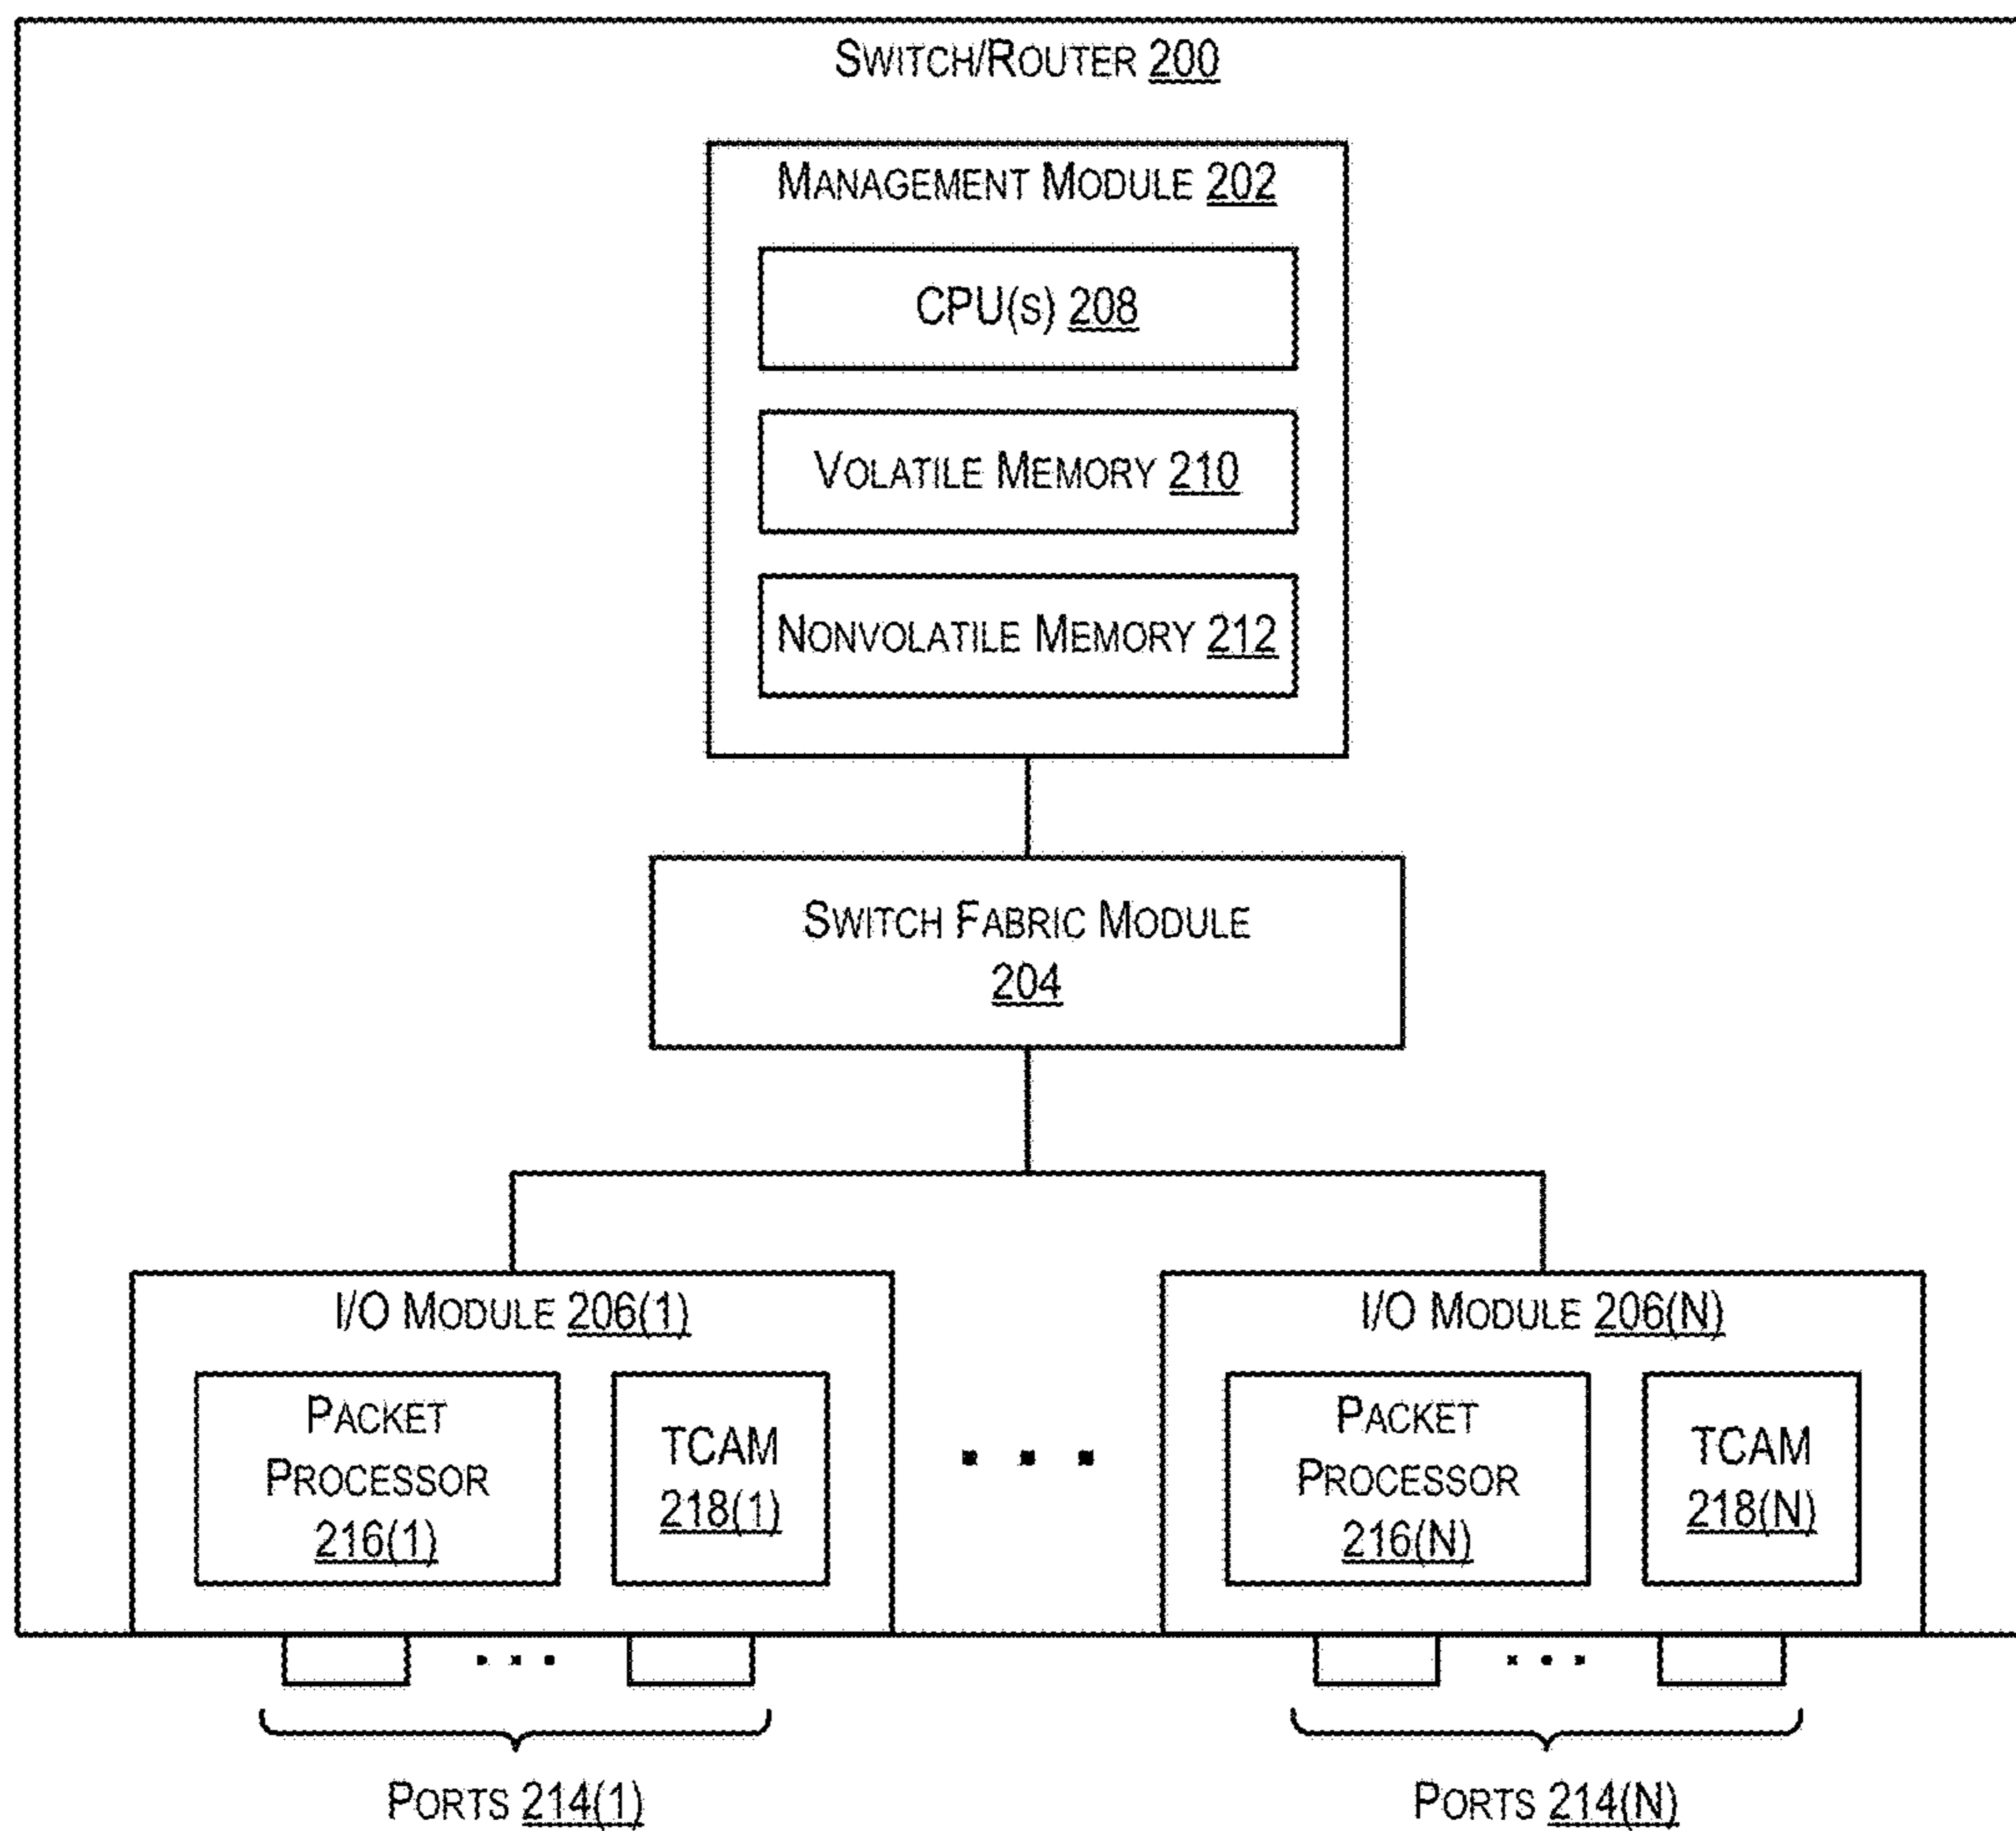 SWITCH/ROUTER 200
MANAGEMENT MODULE 202
CPU(S) 208
VOLATILE MEMORY 210
NONVOLATILE MEMORY 212
SWITCH FABRIC MODULE
204
I/O MODULE 206(1)
PACKET
PROCESSOR
216(1)
TCAM
218(1)
I/O MODULE 206(N)
PACKET
PROCESSOR
216(N)
TCAM
218(N)
PORTS 214(1)
PORTS 214(N)